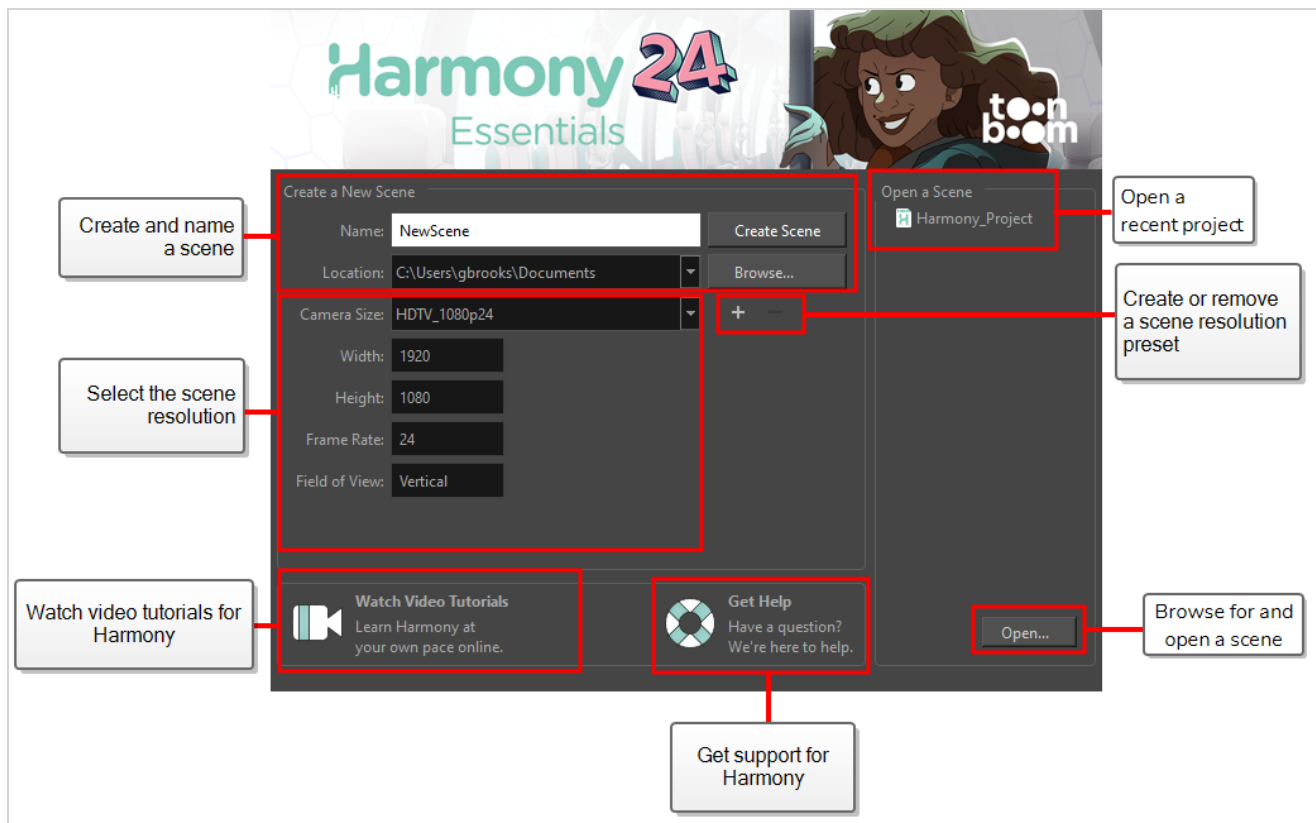 Harmony 24
Essentials
toon
boom
Create a New Scene
Name:
NewScene
Create Scene
Location:
C:\Users\gbrooks\Documents
Browse...
Camera Size:
HDTV_1080p24
+ −
Width:
1920
Height:
1080
Frame Rate:
24
Field of View:
Vertical
Open a Scene
Harmony_Project
Watch Video Tutorials
Learn Harmony at
your own pace online.
Get Help
Have a question?
We're here to help.
Open...
Create and name
a scene
Select the scene
resolution
Watch video tutorials for
Harmony
Get support for
Harmony
Open a
recent project
Create or remove
a scene resolution
preset
Browse for and
open a scene